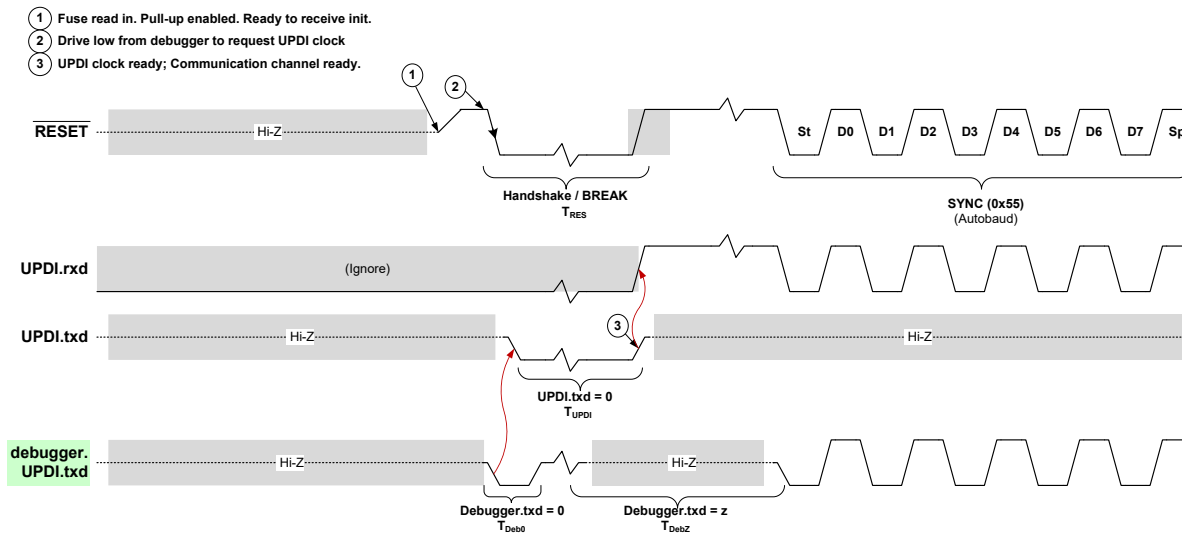 1 Fuse read in. Pull-up enabled. Ready to receive init.
2 Drive low from debugger to request UPDI clock
3 UPDI clock ready; Communication channel ready.
1
2
RESET
Hi-Z
St D0 D1 D2 D3 D4 D5 D6 D7 Sp
Handshake / BREAK
TRES
SYNC (0x55)
(Autobaud)
UPDI.rxd
(Ignore)
UPDI.txd
Hi-Z
3
Hi-Z
UPDI.txd = 0
TUPDI
debugger.
UPDI.txd
Hi-Z
Hi-Z
Debugger.txd = 0
TDeb0
Debugger.txd = z
TDebZ